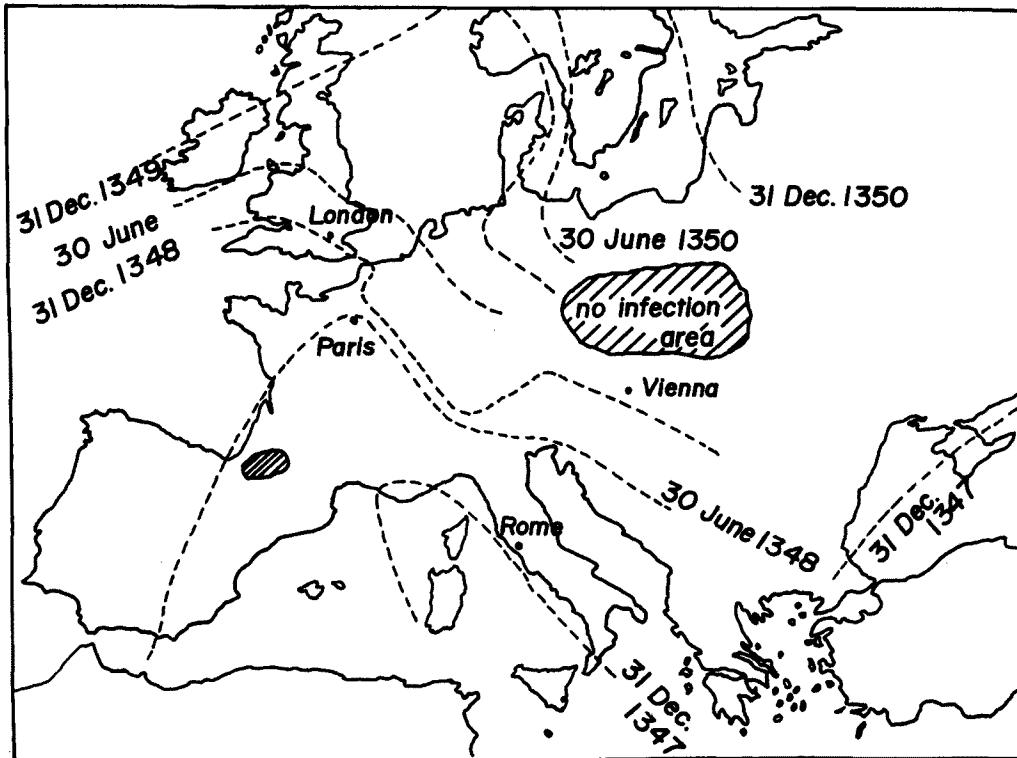 31 Dec. 1349
30 June
31 Dec. 1348
London
Paris
31 Dec. 1350
30 June 1350
no infection
area
Vienna
30 June 1348
Rome
31 Dec.
1347
31 Dec.
1347